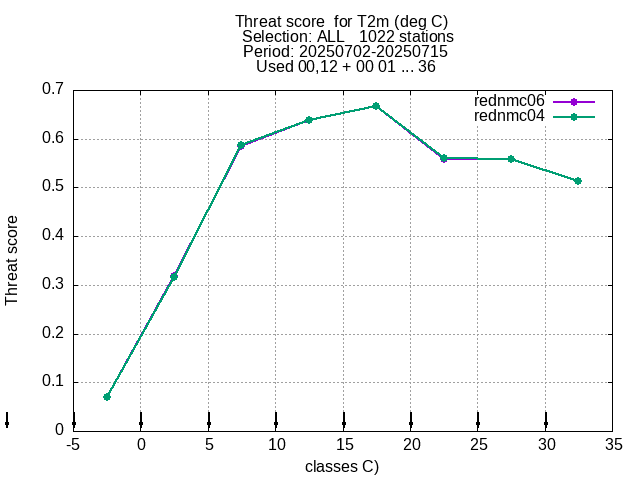 Threat score  for T2m (deg C)
Selection: ALL   1022 stations
Period: 20250702-20250715
Used 00,12 + 00 01 ... 36
rednmc06
rednmc04
0.7
0.6
0.5
0.4
0.3
0.2
0.1
0
Threat score
-5 0 5 10 15 20 25 30 35
classes C)